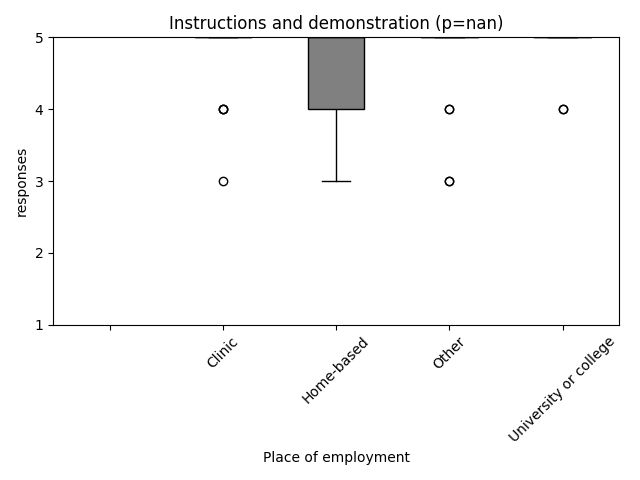 Instructions and demonstration (p=nan)
responses
5
4
3
2
1
Clinic
Home-based
Other
University or college
Place of employment